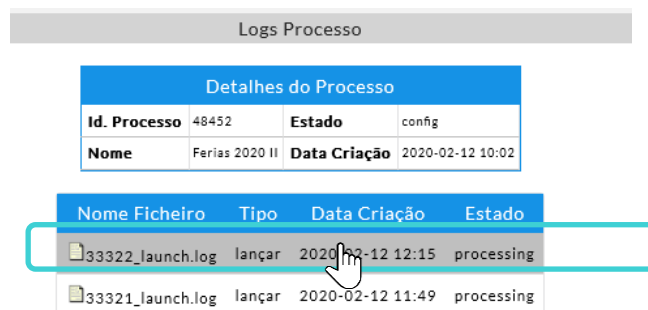 Logs Processo
Detalhes do Processo
Id. Processo 48452 Estado config
Nome Ferias 2020 II Data Criação 2020-02-12 10:02
Nome Ficheiro Tipo Data Criação Estado
33322_launch.log lançar 2020-02-12 12:15 processing
33321_launch.log lançar 2020-02-12 11:49 processing